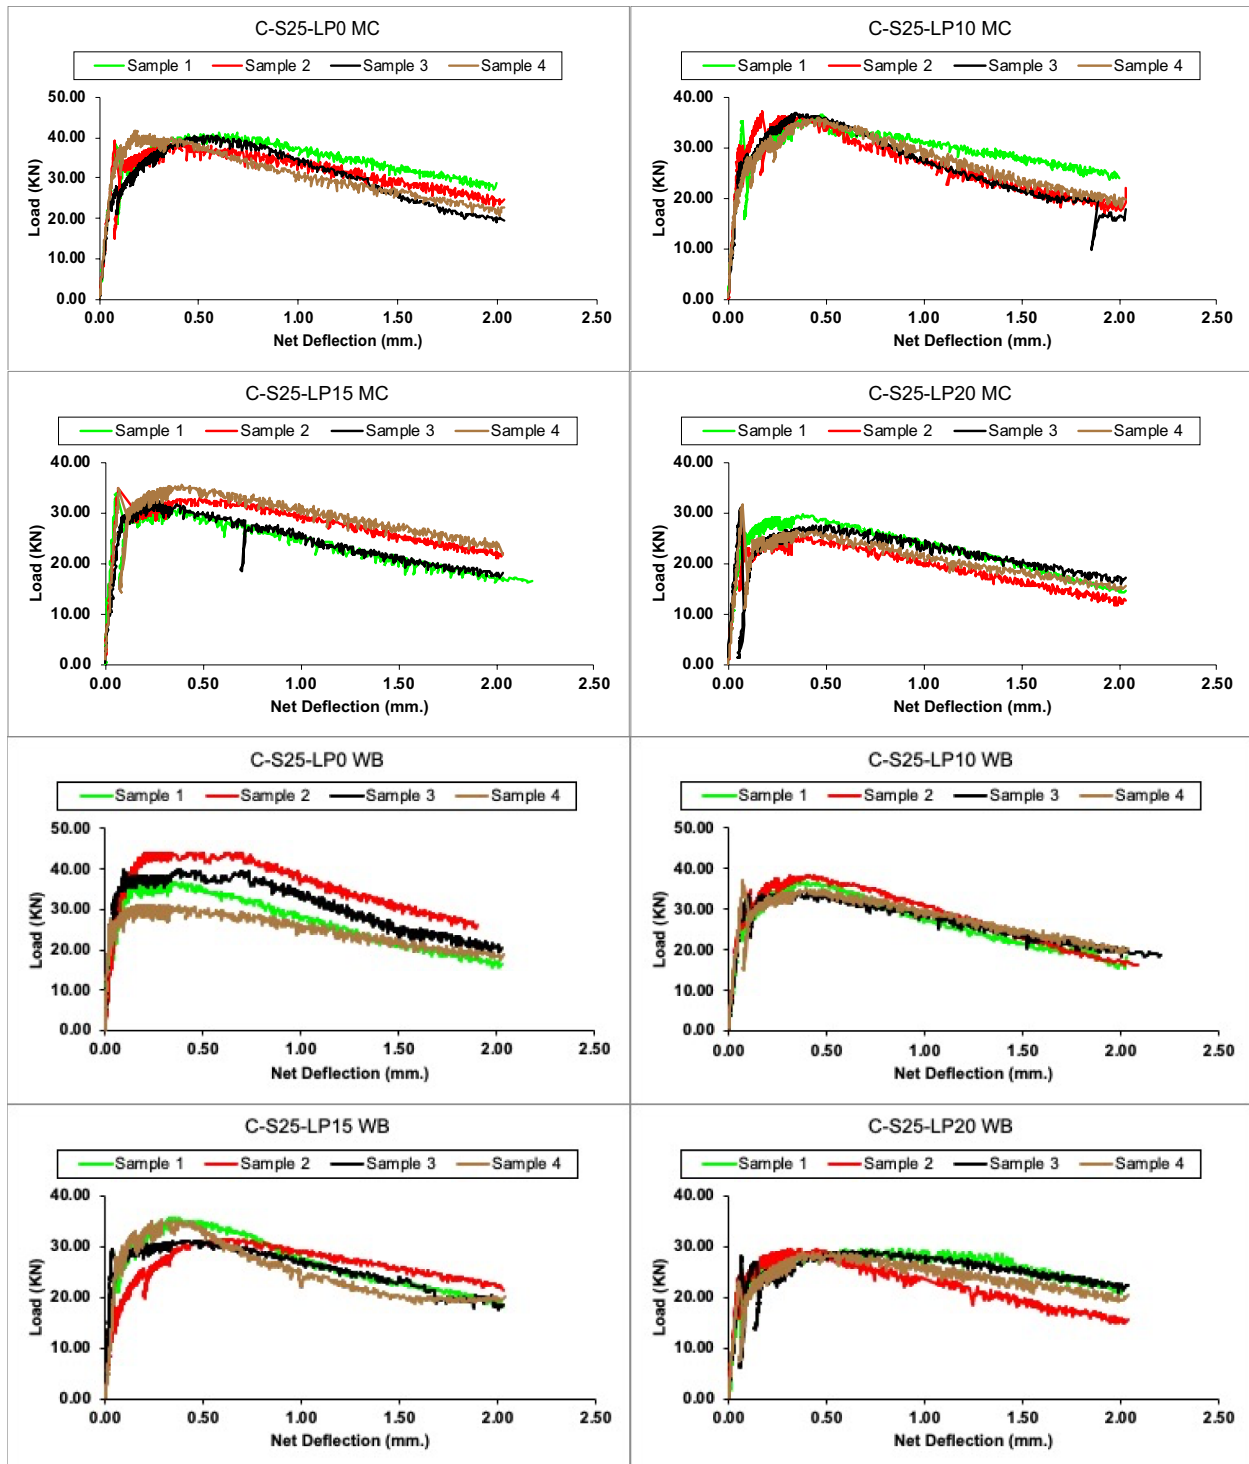 C-S25-LP0 MC
Sample 1 Sample 2 Sample 3 Sample 4
50.00
40.00
30.00
20.00
10.00
0.00
Load (KN)
0.00 0.50 1.00 1.50 2.00 2.50
Net Deflection (mm.)
C-S25-LP10 MC
Sample 1 Sample 2 Sample 3 Sample 4
40.00
30.00
20.00
10.00
0.00
Load (KN)
0.00 0.50 1.00 1.50 2.00 2.50
Net Deflection (mm.)
C-S25-LP15 MC
Sample 1 Sample 2 Sample 3 Sample 4
40.00
30.00
20.00
10.00
0.00
Load (KN)
0.00 0.50 1.00 1.50 2.00 2.50
Net Deflection (mm.)
C-S25-LP20 MC
Sample 1 Sample 2 Sample 3 Sample 4
40.00
30.00
20.00
10.00
0.00
Load (KN)
0.00 0.50 1.00 1.50 2.00 2.50
Net Deflection (mm.)
C-S25-LP0 WB
Sample 1 Sample 2 Sample 3 Sample 4
50.00
40.00
30.00
20.00
10.00
0.00
Load (KN)
0.00 0.50 1.00 1.50 2.00 2.50
Net Deflection (mm.)
C-S25-LP10 WB
Sample 1 Sample 2 Sample 3 Sample 4
50.00
40.00
30.00
20.00
10.00
0.00
Load (KN)
0.00 0.50 1.00 1.50 2.00 2.50
Net Deflection (mm.)
C-S25-LP15 WB
Sample 1 Sample 2 Sample 3 Sample 4
40.00
30.00
20.00
10.00
0.00
Load (KN)
0.00 0.50 1.00 1.50 2.00 2.50
Net Deflection (mm.)
C-S25-LP20 WB
Sample 1 Sample 2 Sample 3 Sample 4
40.00
30.00
20.00
10.00
0.00
Load (KN)
0.00 0.50 1.00 1.50 2.00 2.50
Net Deflection (mm.)